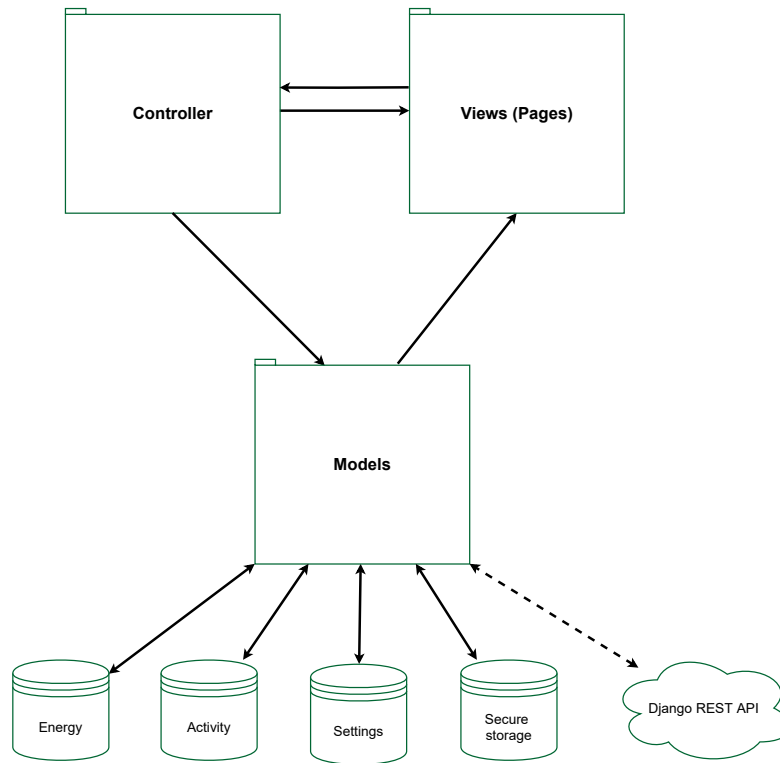 Controller
Views (Pages)
Models
Energy
Activity
Settings
Secure
storage
Django REST API